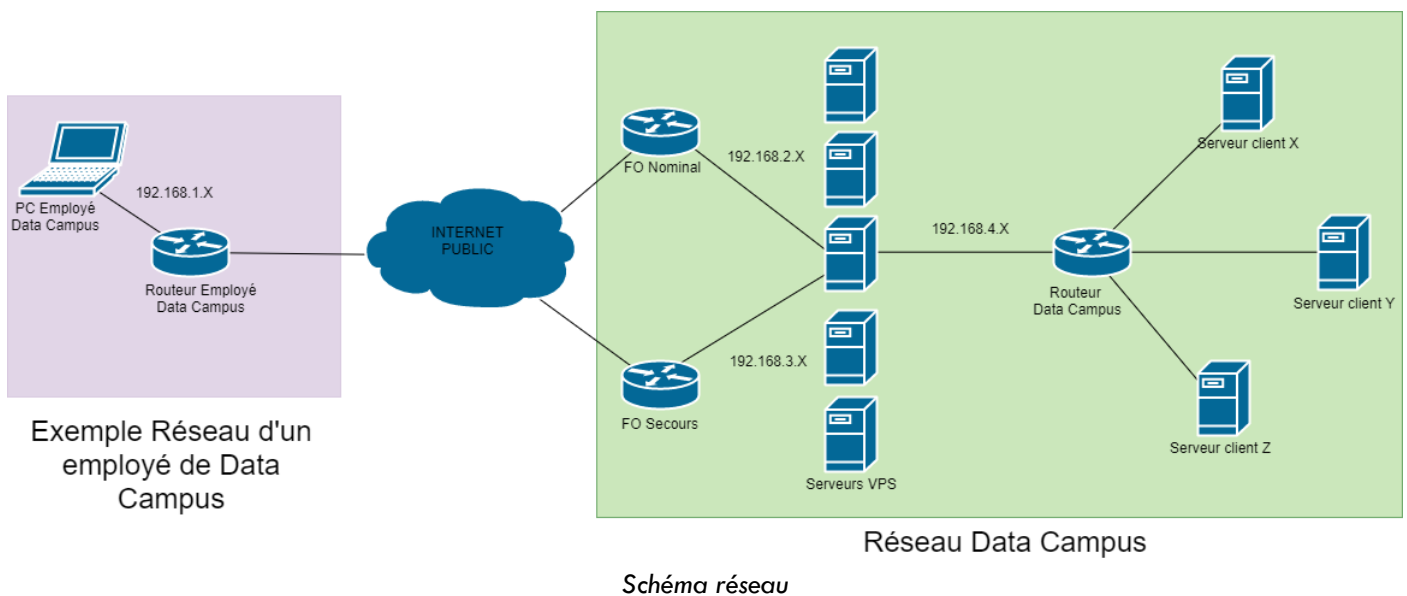 PC Employé
Data Campus
192.168.1.X
Routeur Employé
Data Campus
Exemple Réseau d'un
employé de Data
Campus
INTERNET
PUBLIC
FO Nominal
192.168.2.X
FO Secours
192.168.3.X
Serveurs VPS
192.168.4.X
Routeur
Data Campus
Serveur client X
Serveur client Y
Serveur client Z
Réseau Data Campus
Schéma réseau